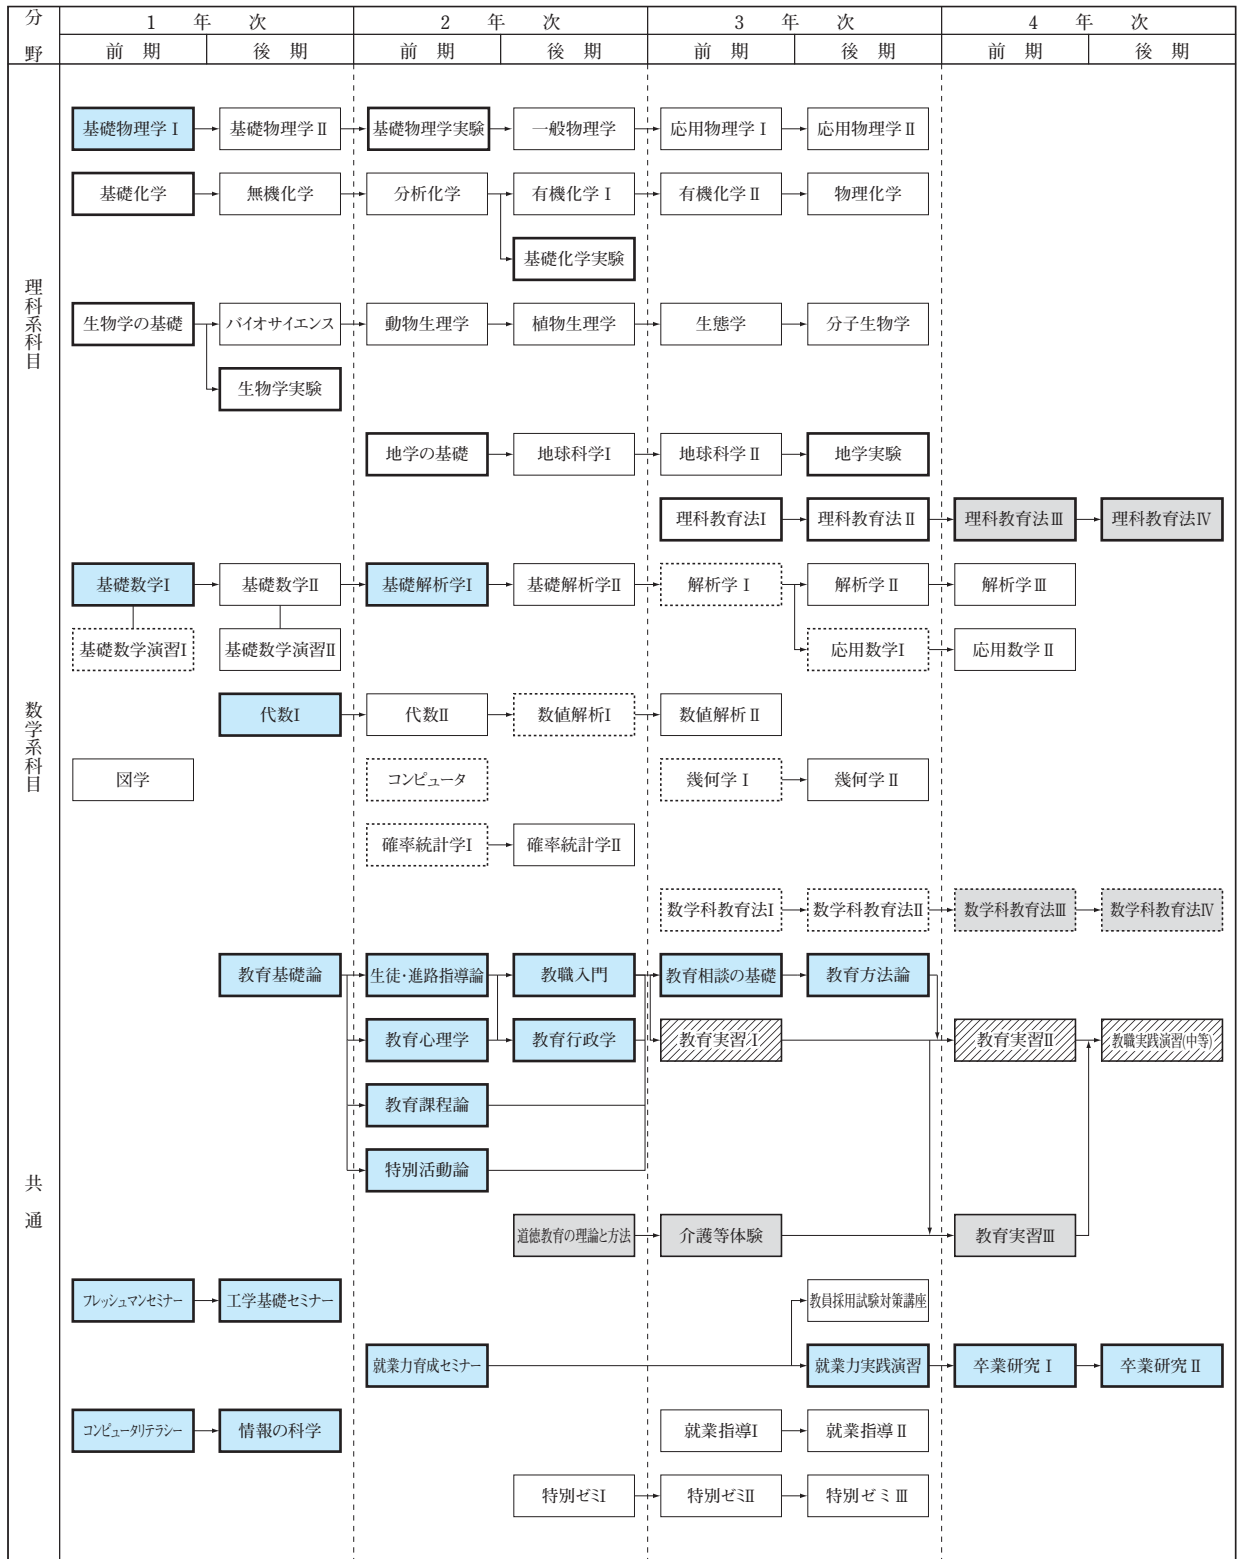 分野
1 年 次 2 年 次 3 年 次 4 年 次
前 期 後 期 前 期 後 期 前 期 後 期 前 期 後 期
理科系科目
基礎物理学Ⅰ 基礎物理学Ⅱ 基礎物理学実験 一般物理学 応用物理学Ⅰ 応用物理学Ⅱ
基礎化学 無機化学 分析化学 有機化学Ⅰ 有機化学Ⅱ 物理化学
基礎化学実験
生物学の基礎 バイオサイエンス 動物生理学 植物生理学 生態学 分子生物学
生物学実験
地学の基礎 地球科学Ⅰ 地球科学Ⅱ 地学実験
理科教育法Ⅰ 理科教育法Ⅱ 理科教育法Ⅲ 理科教育法Ⅳ
数学系科目
基礎数学Ⅰ 基礎数学Ⅱ 基礎解析学Ⅰ 基礎解析学Ⅱ 解析学Ⅰ 解析学Ⅱ 解析学Ⅲ
基礎数学演習Ⅰ 基礎数学演習Ⅱ 応用数学Ⅰ 応用数学Ⅱ
代数Ⅰ 代数Ⅱ 数値解析Ⅰ 数値解析Ⅱ
図学 コンピュータ 幾何学Ⅰ 幾何学Ⅱ
確率統計学Ⅰ 確率統計学Ⅱ
数学科教育法Ⅰ 数学科教育法Ⅱ 数学科教育法Ⅲ 数学科教育法Ⅳ
共通
教育基礎論 生徒・進路指導論 教職入門 教育相談の基礎 教育方法論
教育心理学 教育行政学 教育実習Ⅰ 教育実習Ⅱ 教職実践演習(中等)
教育課程論
特別活動論
道徳教育の理論と方法 介護等体験 教育実習Ⅲ
フレッシュマンセミナー 工学基礎セミナー 教員採用試験対策講座
就業力育成セミナー 就業力実践演習 卒業研究Ⅰ 卒業研究Ⅱ
コンピュータリテラシー 情報の科学 就業指導Ⅰ 就業指導Ⅱ
特別ゼミⅠ 特別ゼミⅡ 特別ゼミⅢ